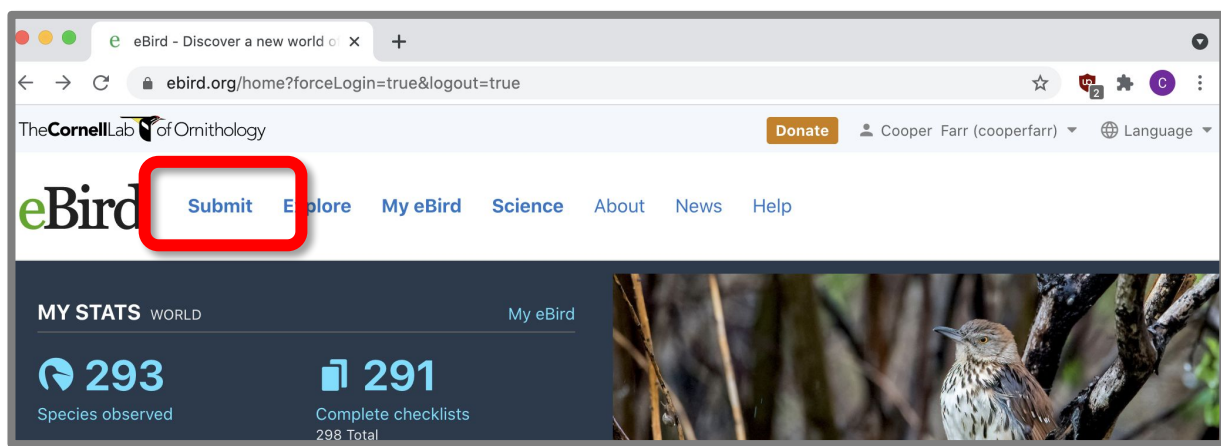 eBird - Discover a new world of
ebird.org/home?forceLogin=true&logout=true
2
C
TheCornellLab of Ornithology
Donate
Cooper Farr (cooperfarr)
Language
eBird
Submit
Explore
My eBird
Science
About
News
Help
MY STATS WORLD
My eBird
293
291
Species observed
Complete checklists
298 Total